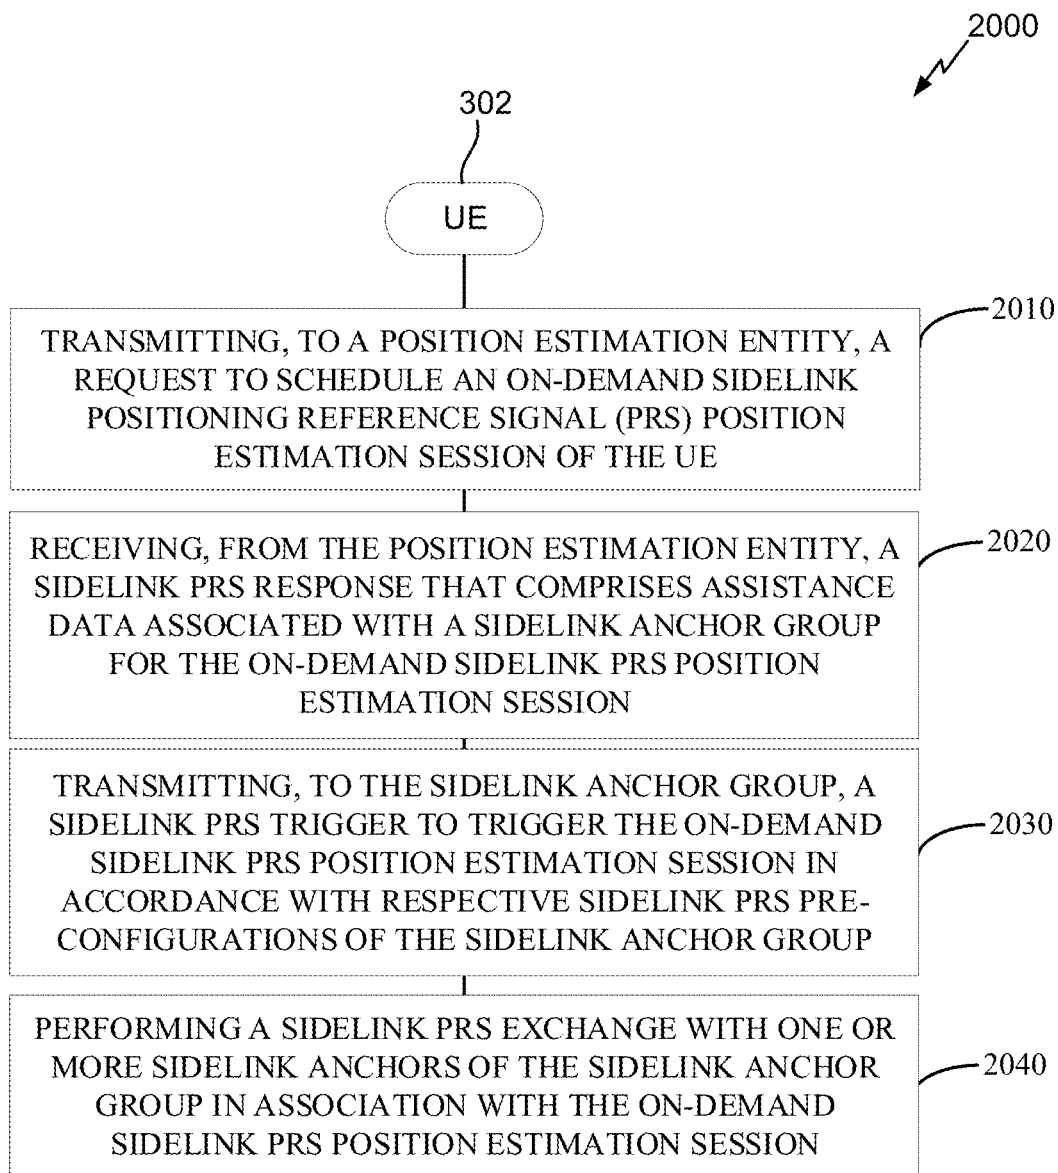 2000
302
UE
2010
TRANSMITTING, TO A POSITION ESTIMATION ENTITY, A
REQUEST TO SCHEDULE AN ON-DEMAND SIDELINK
POSITIONING REFERENCE SIGNAL (PRS) POSITION
ESTIMATION SESSION OF THE UE
2020
RECEIVING, FROM THE POSITION ESTIMATION ENTITY, A
SIDELINK PRS RESPONSE THAT COMPRISES ASSISTANCE
DATA ASSOCIATED WITH A SIDELINK ANCHOR GROUP
FOR THE ON-DEMAND SIDELINK PRS POSITION
ESTIMATION SESSION
2030
TRANSMITTING, TO THE SIDELINK ANCHOR GROUP, A
SIDELINK PRS TRIGGER TO TRIGGER THE ON-DEMAND
SIDELINK PRS POSITION ESTIMATION SESSION IN
ACCORDANCE WITH RESPECTIVE SIDELINK PRS PRE-
CONFIGURATIONS OF THE SIDELINK ANCHOR GROUP
2040
PERFORMING A SIDELINK PRS EXCHANGE WITH ONE OR
MORE SIDELINK ANCHORS OF THE SIDELINK ANCHOR
GROUP IN ASSOCIATION WITH THE ON-DEMAND
SIDELINK PRS POSITION ESTIMATION SESSION